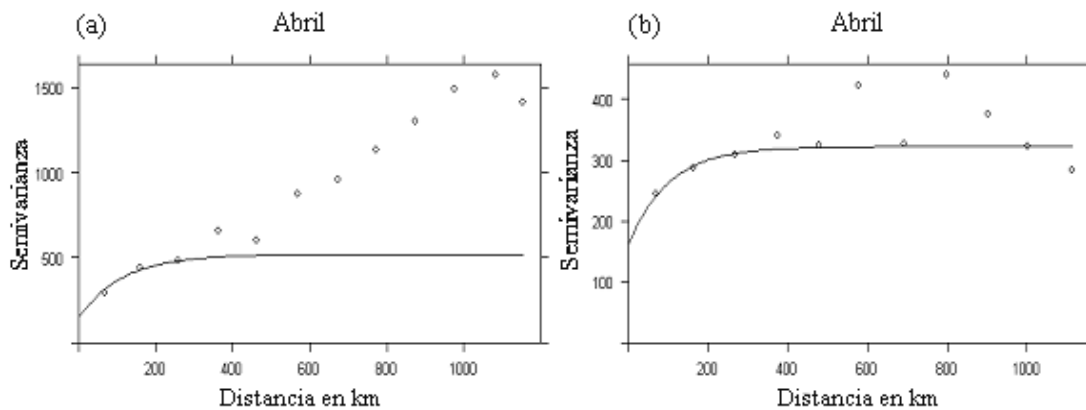 (a) Abril
Semivarianza
1500
1000
500
200 400 600 800 1000
Distancia en km
(b) Abril
Semivarianza
400
300
200
100
200 400 600 800 1000
Distancia en km